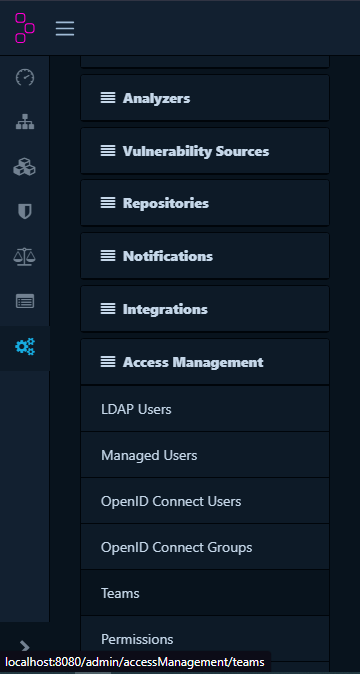 Analyzers
Vulnerability Sources
Repositories
Notifications
Integrations
Access Management
LDAP Users
Managed Users
OpenID Connect Users
OpenID Connect Groups
Teams
Permissions
localhost:8080/admin/accessManagement/teams